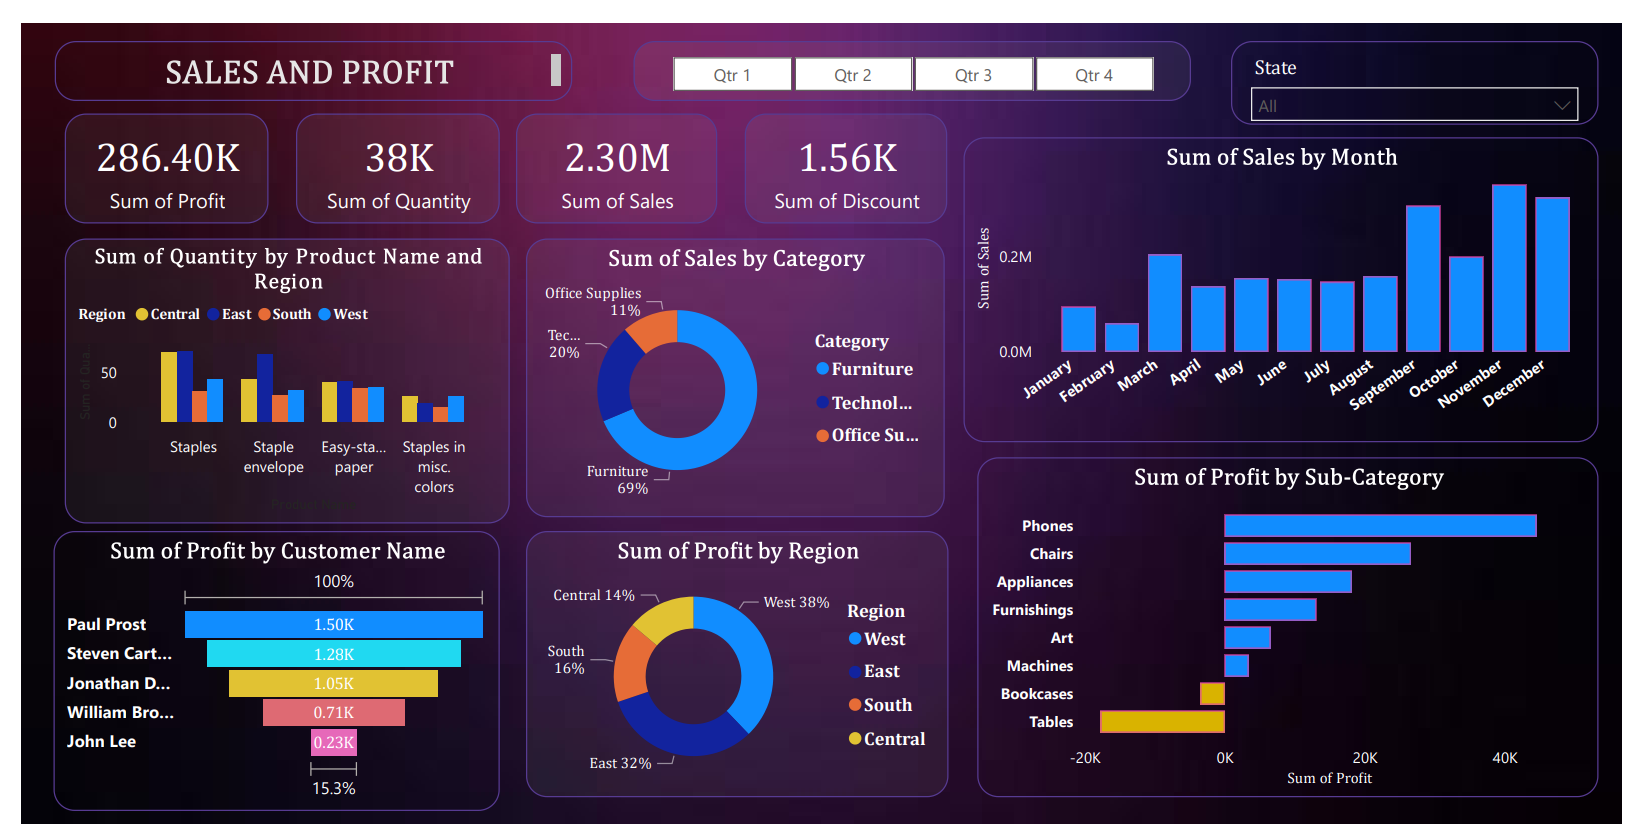 SALES AND PROFIT
Qtr 1
Qtr 2
Qtr 3
Qtr 4
State
All
286.40K
Sum of Profit
38K
Sum of Quantity
2.30M
Sum of Sales
1.56K
Sum of Discount
Sum of Sales by Month
Sum of Sales
0.2M
0.0M
January
February
March
April
May
June
July
August
September
October
November
December
Sum of Quantity by Product Name and
Region
Region Central East South West
Sum of Qua...
50
0
Staples
Staple
envelope
Easy-sta...
paper
Staples in
misc.
colors
Sum of Sales by Category
Office Supplies
11%
Tec...
20%
Furniture
69%
Category
Furniture
Technol...
Office Su...
Sum of Profit by Customer Name
100%
Paul Prost 1.50K
Steven Cart... 1.28K
Jonathan D... 1.05K
William Bro... 0.71K
John Lee 0.23K
15.3%
Sum of Profit by Region
Central 14%
West 38%
South
16%
East 32%
Region
West
East
South
Central
Sum of Profit by Sub-Category
Phones
Chairs
Appliances
Furnishings
Art
Machines
Bookcases
Tables
-20K
0K
20K
40K
Sum of Profit